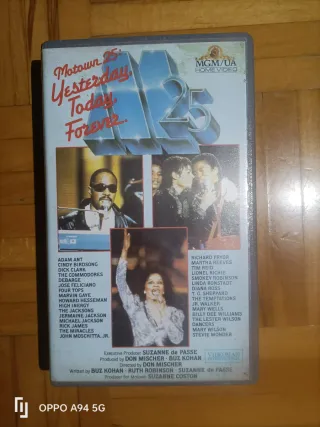 Motown 25:
Yesterday,
Today,
Forever.
MGM/UA
HOME VIDEO
25
ADAM ANT
CINDY BIRDSONG
DICK CLARK
THE COMMODORES
DEBARGE
JOSE FELICIANO
FOUR TOPS
MARVIN GAYE
HOWARD HESSEMAN
HIGH INERGY
THE JACKSONS
JERMAINE JACKSON
MICHAEL JACKSON
RICK JAMES
THE MIRACLES
JOHN MOSCHITTA, JR.
RICHARD PRYOR
MARTHA REEVES
TIM REID
LIONEL RICHIE
SMOKEY ROBINSON
LINDA RONSTADT
DIANA ROSS
T. G. SHEPPARD
THE TEMPTATIONS
JR. WALKER
MARY WELLS
BILLY DEE WILLIAMS
THE LESTER WILSON
DANCERS
MARY WILSON
STEVIE WONDER
Executive Producer SUZANNE de PASSE
Produced by DON MISCHER · BUZ KOHAN
Directed by DON MISCHER
Written by BUZ KOHAN · RUTH ROBINSON · SUZANNE de PASSE
Producer for Motown SUZANNE COSTON
OPPO A94 5G